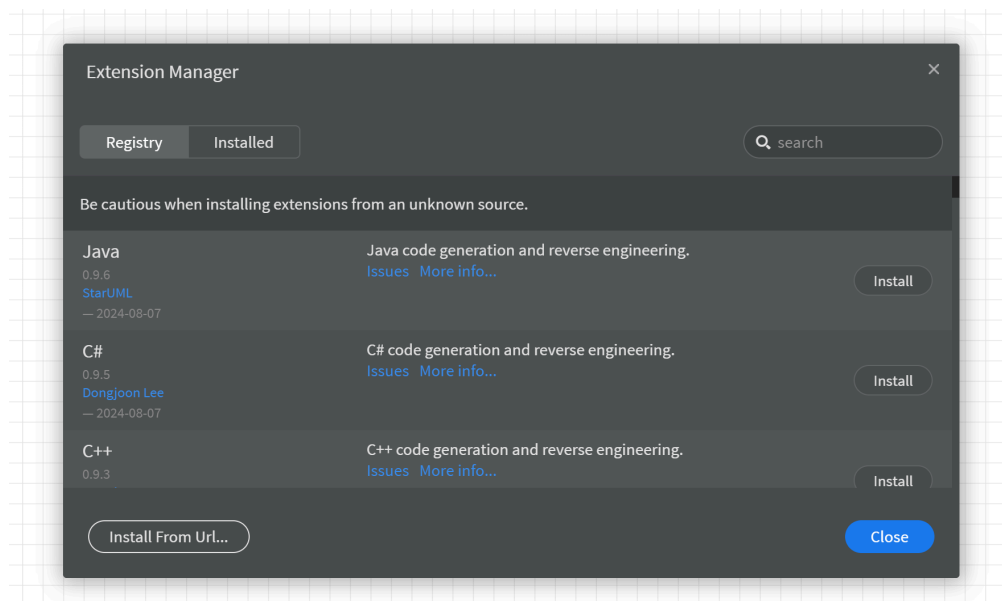 Extension Manager
×
Registry Installed
search
Be cautious when installing extensions from an unknown source.
Java
0.9.6
StarUML
— 2024-08-07
Java code generation and reverse engineering.
Issues More info...
Install
C#
0.9.5
Dongjoon Lee
— 2024-08-07
C# code generation and reverse engineering.
Issues More info...
Install
C++
0.9.3
C++ code generation and reverse engineering.
Issues More info...
Install
Install From Url...
Close